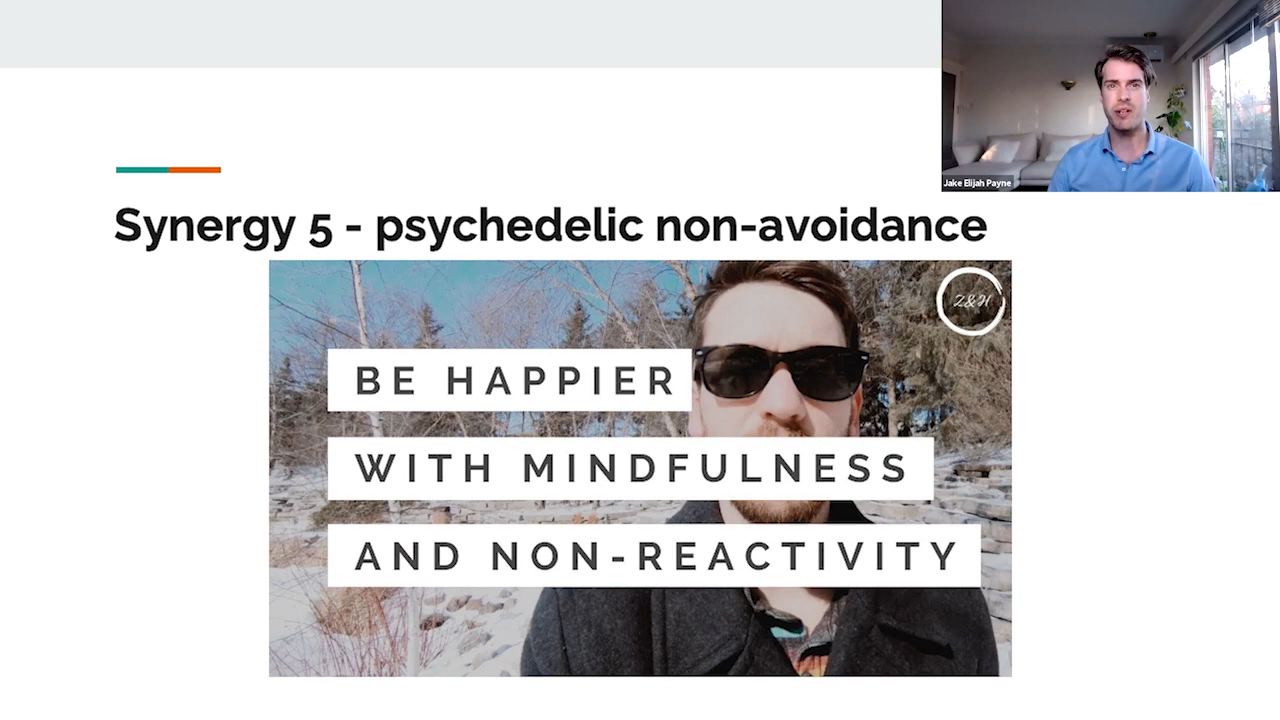 Jake Elijah Payne
Synergy 5 - psychedelic non-avoidance
Z&H
BE HAPPIER
WITH MINDFULNESS
AND NON-REACTIVITY